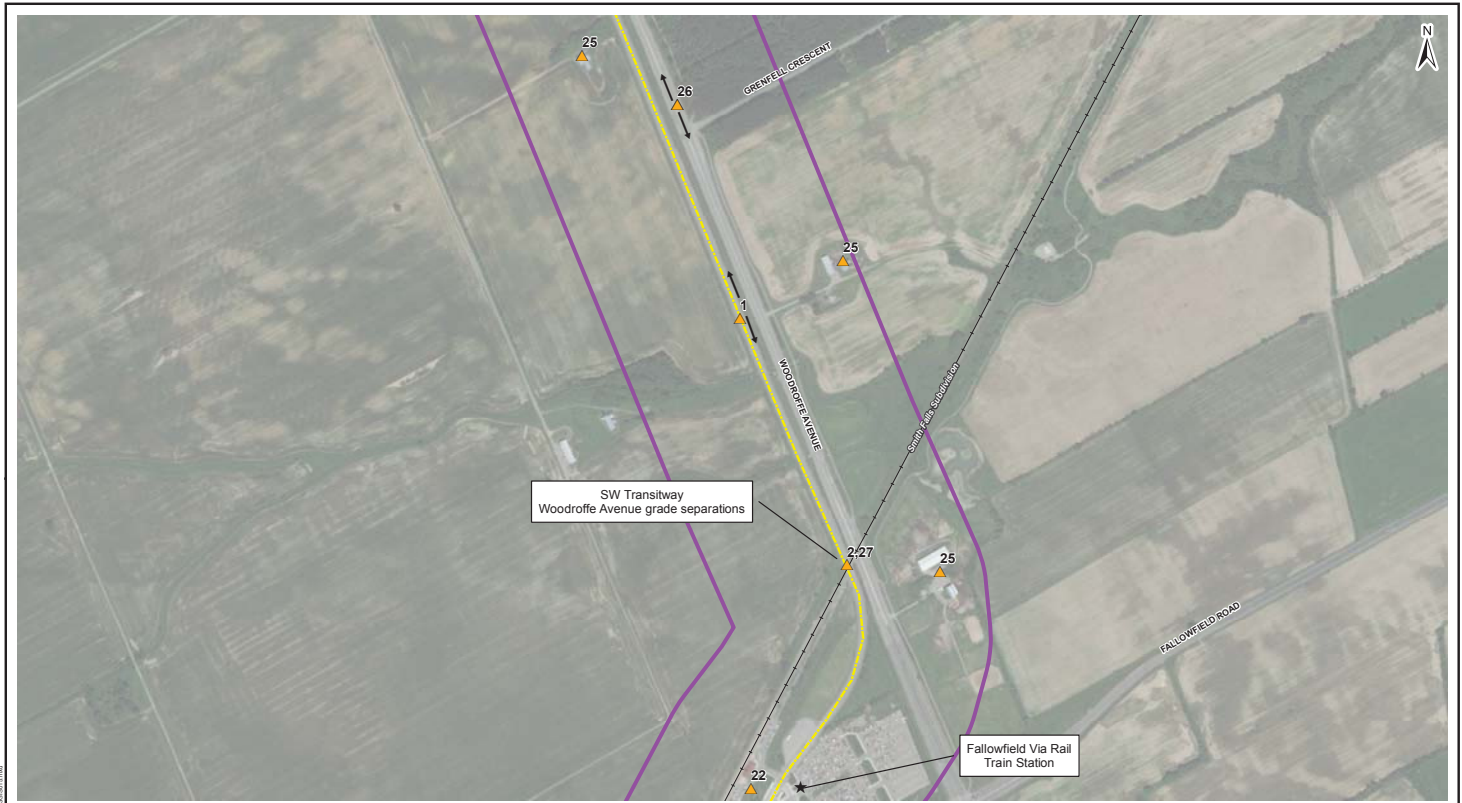 N
25
26
GRENFELL CRESCENT
25
1
WOODROFFE AVENUE
Smith Falls Subdivision
SW Transitway
Woodroffe Avenue grade separations
2,27
25
FALLOWFIELD ROAD
Fallowfield Via Rail
Train Station
22